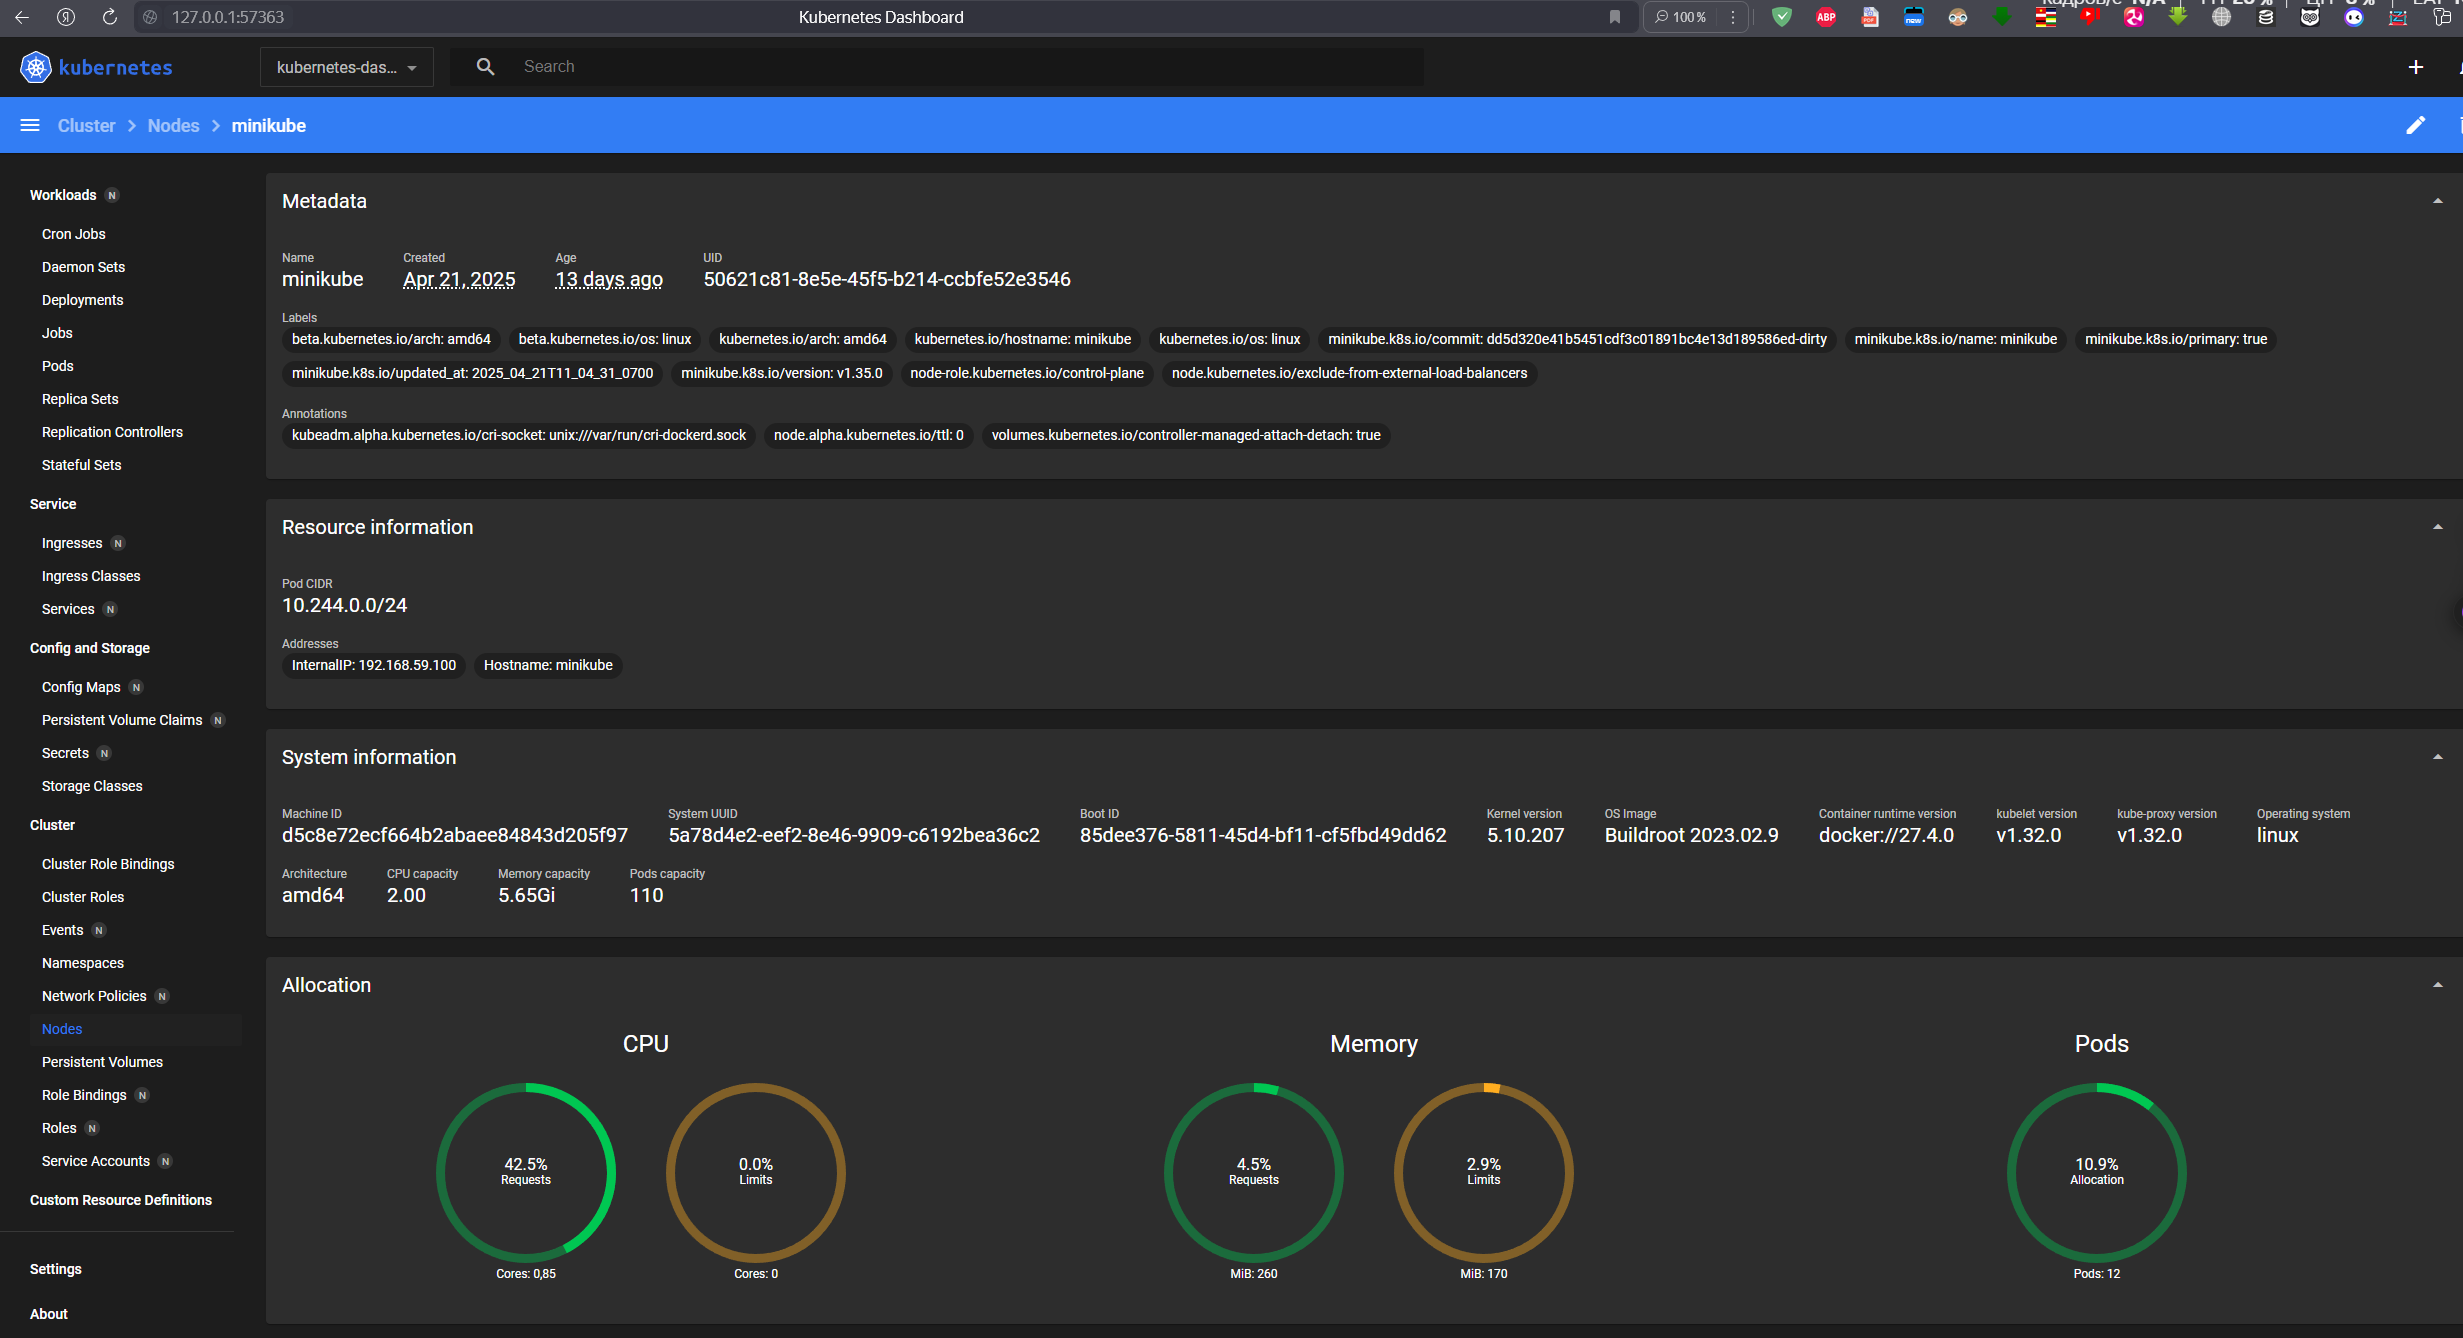 127.0.0.1:57363
Kubernetes Dashboard
100 %
kubernetes
kubernetes-das...
Search
Cluster
Nodes
minikube
Workloads N
Cron Jobs
Daemon Sets
Deployments
Jobs
Pods
Replica Sets
Replication Controllers
Stateful Sets
Service
Ingresses N
Ingress Classes
Services N
Config and Storage
Config Maps N
Persistent Volume Claims N
Secrets N
Storage Classes
Cluster
Cluster Role Bindings
Cluster Roles
Events N
Namespaces
Network Policies N
Nodes
Persistent Volumes
Role Bindings N
Roles N
Service Accounts N
Custom Resource Definitions
Settings
About
Metadata
Name
minikube
Created
Apr 21, 2025
Age
13 days ago
UID
50621c81-8e5e-45f5-b214-ccbfe52e3546
Labels
beta.kubernetes.io/arch: amd64
beta.kubernetes.io/os: linux
kubernetes.io/arch: amd64
kubernetes.io/hostname: minikube
kubernetes.io/os: linux
minikube.k8s.io/commit: dd5d320e41b5451cdf3c01891bc4e13d189586ed-dirty
minikube.k8s.io/name: minikube
minikube.k8s.io/primary: true
minikube.k8s.io/updated_at: 2025_04_21T11_04_31_0700
minikube.k8s.io/version: v1.35.0
node-role.kubernetes.io/control-plane
node.kubernetes.io/exclude-from-external-load-balancers
Annotations
kubeadm.alpha.kubernetes.io/cri-socket: unix:///var/run/cri-dockerd.sock
node.alpha.kubernetes.io/ttl: 0
volumes.kubernetes.io/controller-managed-attach-detach: true
Resource information
Pod CIDR
10.244.0.0/24
Addresses
InternalIP: 192.168.59.100
Hostname: minikube
System information
Machine ID
d5c8e72ecf664b2abaee84843d205f97
System UUID
5a78d4e2-eef2-8e46-9909-c6192bea36c2
Boot ID
85dee376-5811-45d4-bf11-cf5fbd49dd62
Kernel version
5.10.207
OS Image
Buildroot 2023.02.9
Container runtime version
docker://27.4.0
kubelet version
v1.32.0
kube-proxy version
v1.32.0
Operating system
linux
Architecture
amd64
CPU capacity
2.00
Memory capacity
5.65Gi
Pods capacity
110
Allocation
CPU
42.5%
Requests
Cores: 0,85
0.0%
Limits
Cores: 0
Memory
4.5%
Requests
MiB: 260
2.9%
Limits
MiB: 170
Pods
10.9%
Allocation
Pods: 12